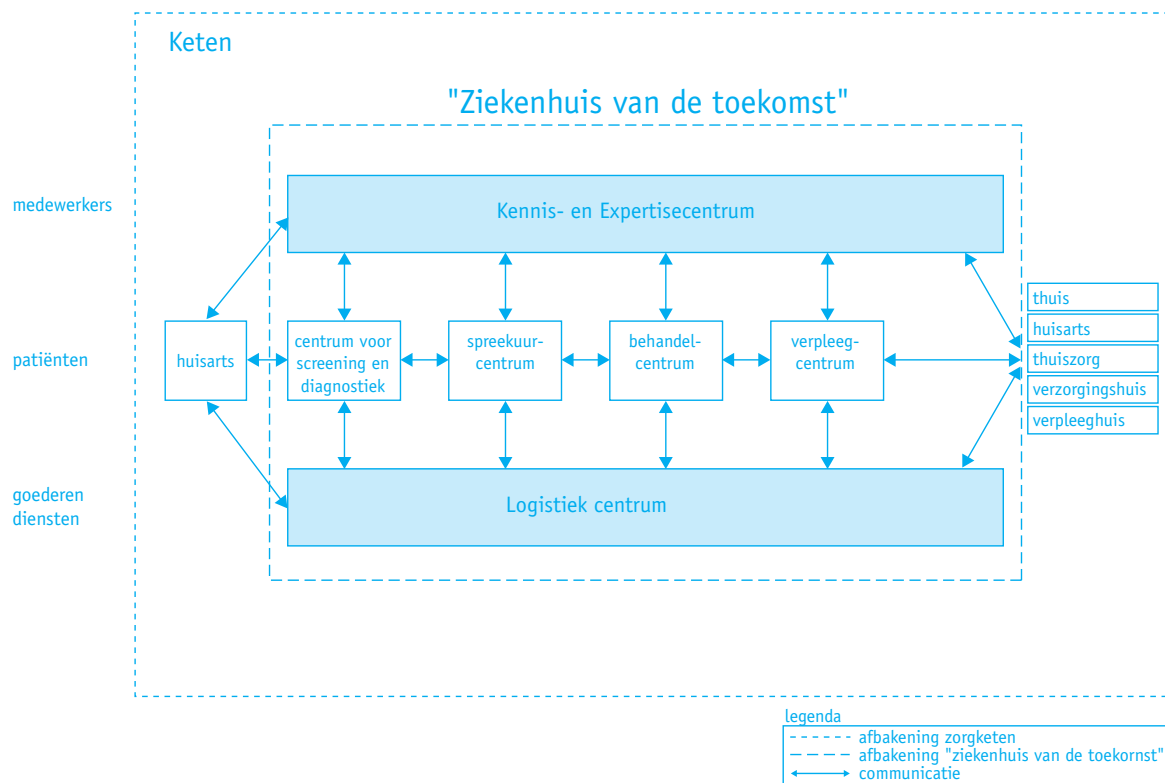 Keten
"Ziekenhuis van de toekomst"
medewerkers
Kennis- en Expertisecentrum
patiënten
huisarts
centrum voor
screening en
diagnostiek
spreekuur-
centrum
behandel-
centrum
verpleeg-
centrum
thuis
huisarts
thuiszorg
verzorgingshuis
verpleeghuis
goederen
diensten
Logistiek centrum
legenda
afbakening zorgketen
afbakening "ziekenhuis van de toekornst"
communicatie